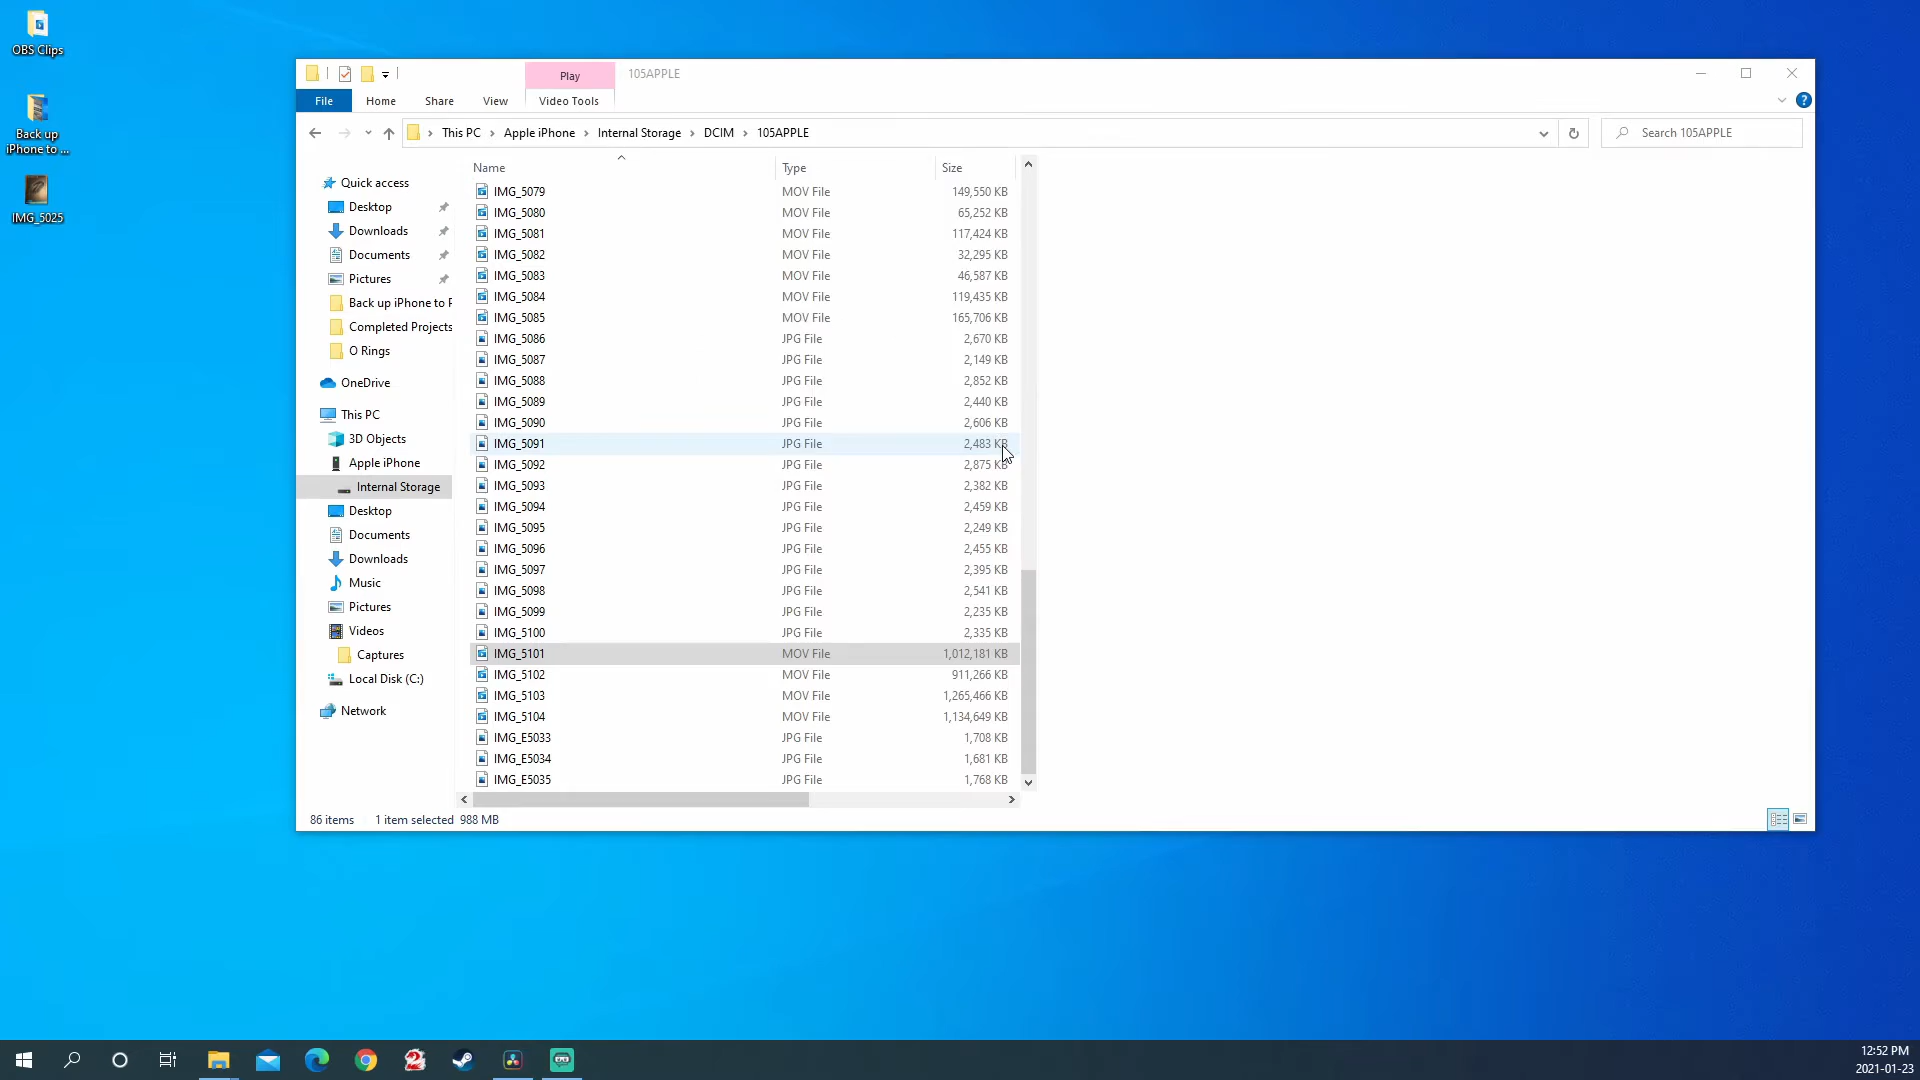 OBS Clips
Back up
iPhone to ...
IMG_5025
Play
105APPLE
File
Home
Share
View
Video Tools
This PC
Apple iPhone
Internal Storage
DCIM
105APPLE
Search 105APPLE
Quick access
Desktop
Downloads
Documents
Pictures
Back up iPhone to P
Completed Projects
O Rings
OneDrive
This PC
3D Objects
Apple iPhone
Internal Storage
Desktop
Documents
Downloads
Music
Pictures
Videos
Captures
Local Disk (C:)
Network
Name Type Size
IMG_5079 MOV File 149,550 KB
IMG_5080 MOV File 65,252 KB
IMG_5081 MOV File 117,424 KB
IMG_5082 MOV File 32,295 KB
IMG_5083 MOV File 46,587 KB
IMG_5084 MOV File 119,435 KB
IMG_5085 MOV File 165,706 KB
IMG_5086 JPG File 2,670 KB
IMG_5087 JPG File 2,149 KB
IMG_5088 JPG File 2,852 KB
IMG_5089 JPG File 2,440 KB
IMG_5090 JPG File 2,606 KB
IMG_5091 JPG File 2,483 KB
IMG_5092 JPG File 2,875 KB
IMG_5093 JPG File 2,382 KB
IMG_5094 JPG File 2,459 KB
IMG_5095 JPG File 2,249 KB
IMG_5096 JPG File 2,455 KB
IMG_5097 JPG File 2,395 KB
IMG_5098 JPG File 2,541 KB
IMG_5099 JPG File 2,235 KB
IMG_5100 JPG File 2,335 KB
IMG_5101 MOV File 1,012,181 KB
IMG_5102 MOV File 911,266 KB
IMG_5103 MOV File 1,265,466 KB
IMG_5104 MOV File 1,134,649 KB
IMG_E5033 JPG File 1,708 KB
IMG_E5034 JPG File 1,681 KB
IMG_E5035 JPG File 1,768 KB
86 items 1 item selected 988 MB
12:52 PM
2021-01-23